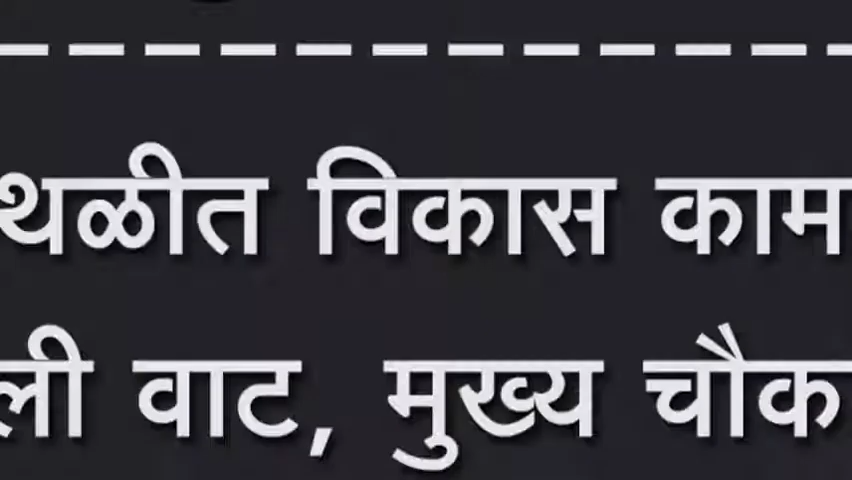 थळीत विकास काम
ली वाट, मुख्य चौक